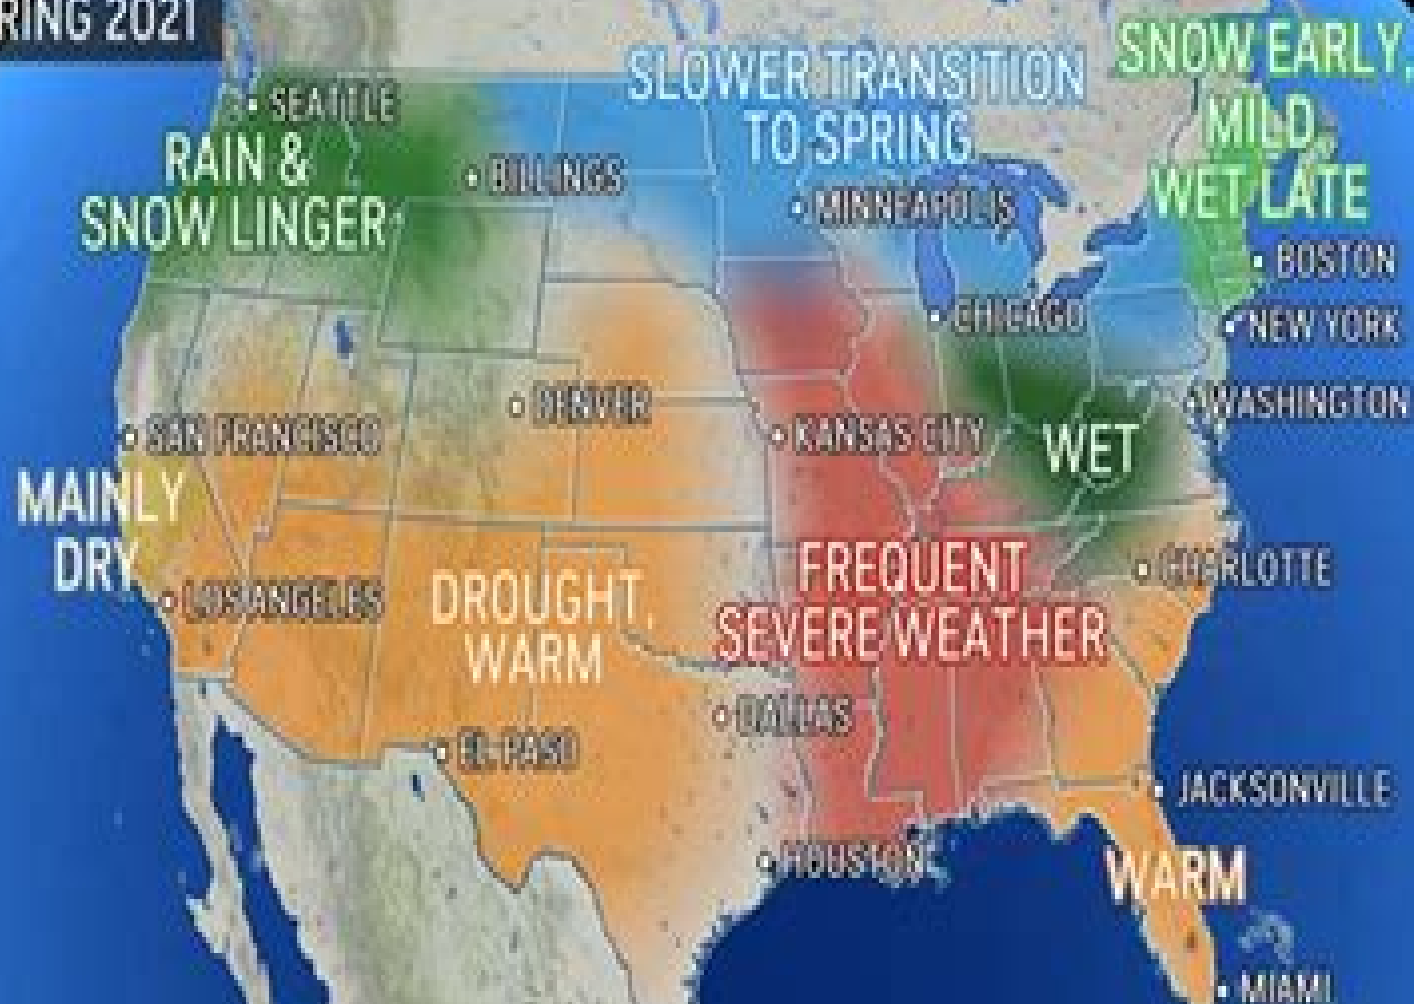 RING 2021
SNOW EARLY,
MILD,
WET LATE
SLOWER TRANSITION
TO SPRING
SEATTLE
RAIN &
SNOW LINGER
BILLINGS
MINNEAPOLIS
BOSTON
CHICAGO
NEW YORK
DENVER
WASHINGTON
SAN FRANCISCO
KANSAS CITY
WET
MAINLY
DRY
LOS ANGELES
DROUGHT,
WARM
FREQUENT
SEVERE WEATHER
CHARLOTTE
DALLAS
EL PASO
JACKSONVILLE
HOUSTON
WARM
MIAMI